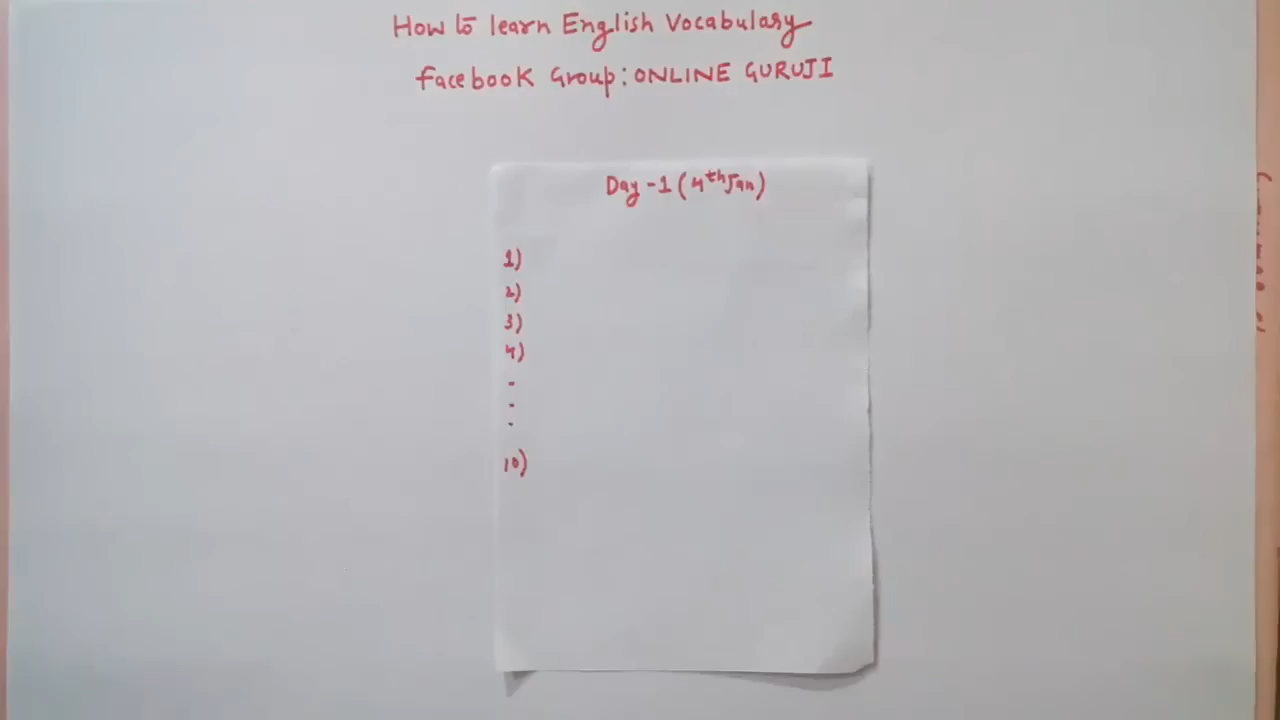 How to learn English Vocabulary
Facebook Group: ONLINE GURUJI
Day -1 (4th Jan)
1)
2)
3)
4)
-
-
-
10)